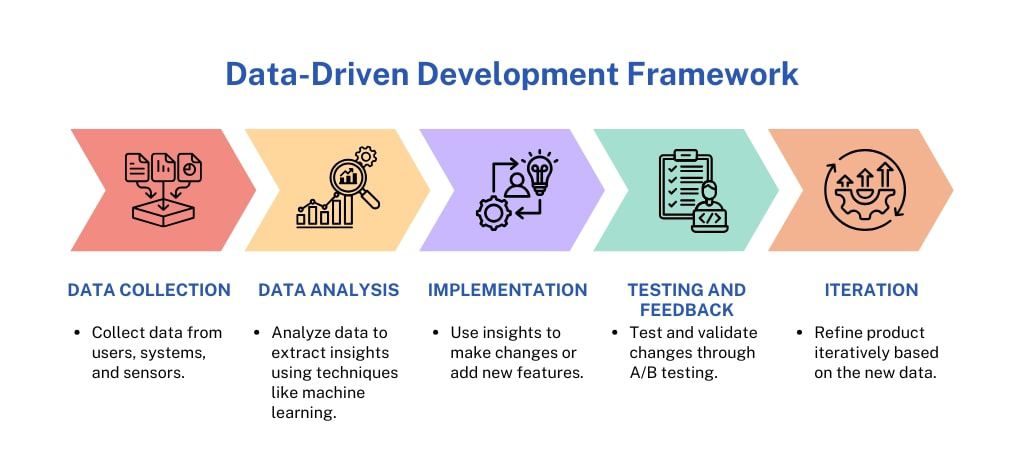 Data-Driven Development Framework
DATA COLLECTION
• Collect data from
users, systems,
and sensors.
DATA ANALYSIS
• Analyze data to
extract insights
using techniques
like machine
learning.
IMPLEMENTATION
• Use insights to
make changes or
add new features.
TESTING AND
FEEDBACK
• Test and validate
changes through
A/B testing.
ITERATION
• Refine product
iteratively based
on the new data.